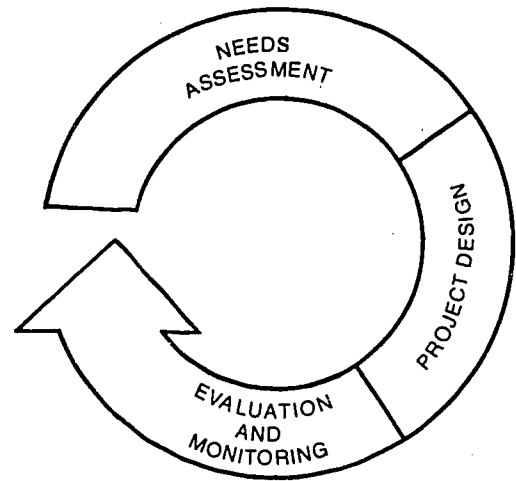 NEEDS
ASSESSMENT
PROJECT DESIGN
EVALUATION
AND
MONITORING